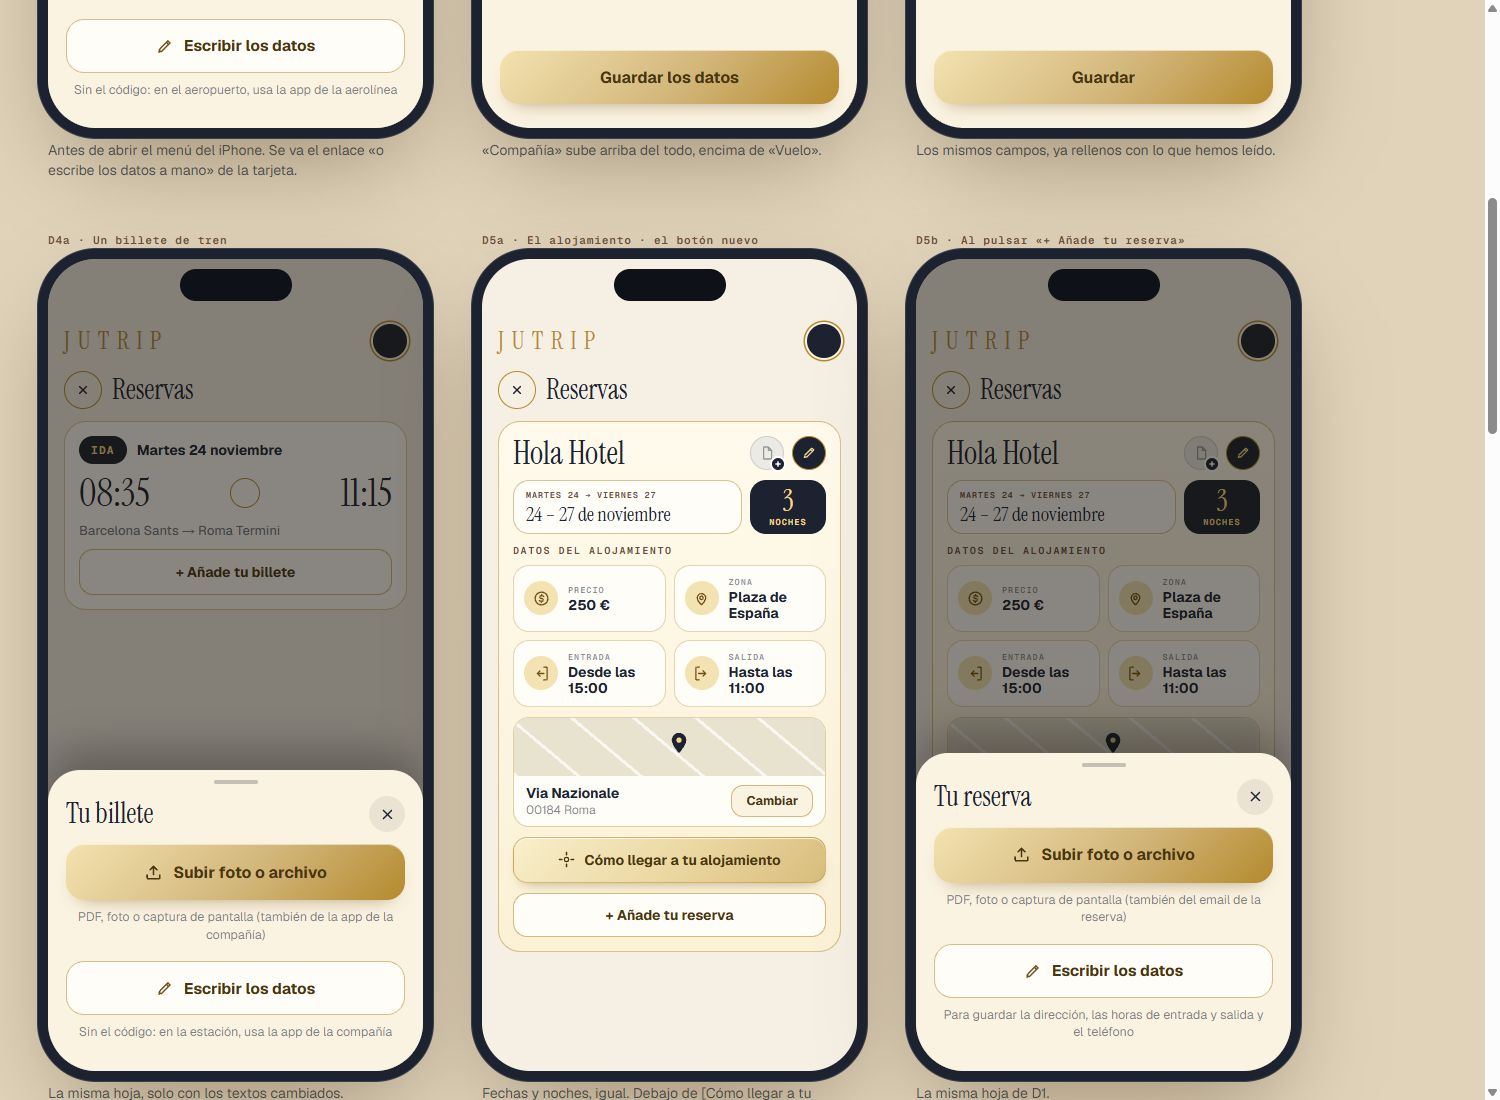 Escribir los datos
Sin el código: en el aeropuerto, usa la app de la aerolínea
Antes de abrir el menú del iPhone. Se va el enlace «o
escribe los datos a mano» de la tarjeta.
Guardar los datos
«Compañía» sube arriba del todo, encima de «Vuelo».
Guardar
Los mismos campos, ya rellenos con lo que hemos leído.
D4a · Un billete de tren
JUTRIP
Reservas
IDA
Martes 24 noviembre
08:35
11:15
Barcelona Sants → Roma Termini
+ Añade tu billete
Tu billete
Subir foto o archivo
PDF, foto o captura de pantalla (también de la app de la
compañía)
Escribir los datos
Sin el código: en la estación, usa la app de la compañía
La misma hoja, solo con los textos cambiados.
D5a · El alojamiento · el botón nuevo
JUTRIP
Reservas
Hola Hotel
MARTES 24 → VIERNES 27
24 – 27 de noviembre
3
NOCHES
DATOS DEL ALOJAMIENTO
PRECIO
250 €
ZONA
Plaza de
España
ENTRADA
Desde las
15:00
SALIDA
Hasta las
11:00
Via Nazionale
00184 Roma
Cambiar
Cómo llegar a tu alojamiento
+ Añade tu reserva
Fechas y noches, igual. Debajo de [Cómo llegar a tu
D5b · Al pulsar «+ Añade tu reserva»
JUTRIP
Reservas
Hola Hotel
MARTES 24 → VIERNES 27
24 – 27 de noviembre
3
NOCHES
DATOS DEL ALOJAMIENTO
PRECIO
250 €
ZONA
Plaza de
España
ENTRADA
Desde las
15:00
SALIDA
Hasta las
11:00
Tu reserva
Subir foto o archivo
PDF, foto o captura de pantalla (también del email de la
reserva)
Escribir los datos
Para guardar la dirección, las horas de entrada y salida y
el teléfono
La misma hoja de D1.